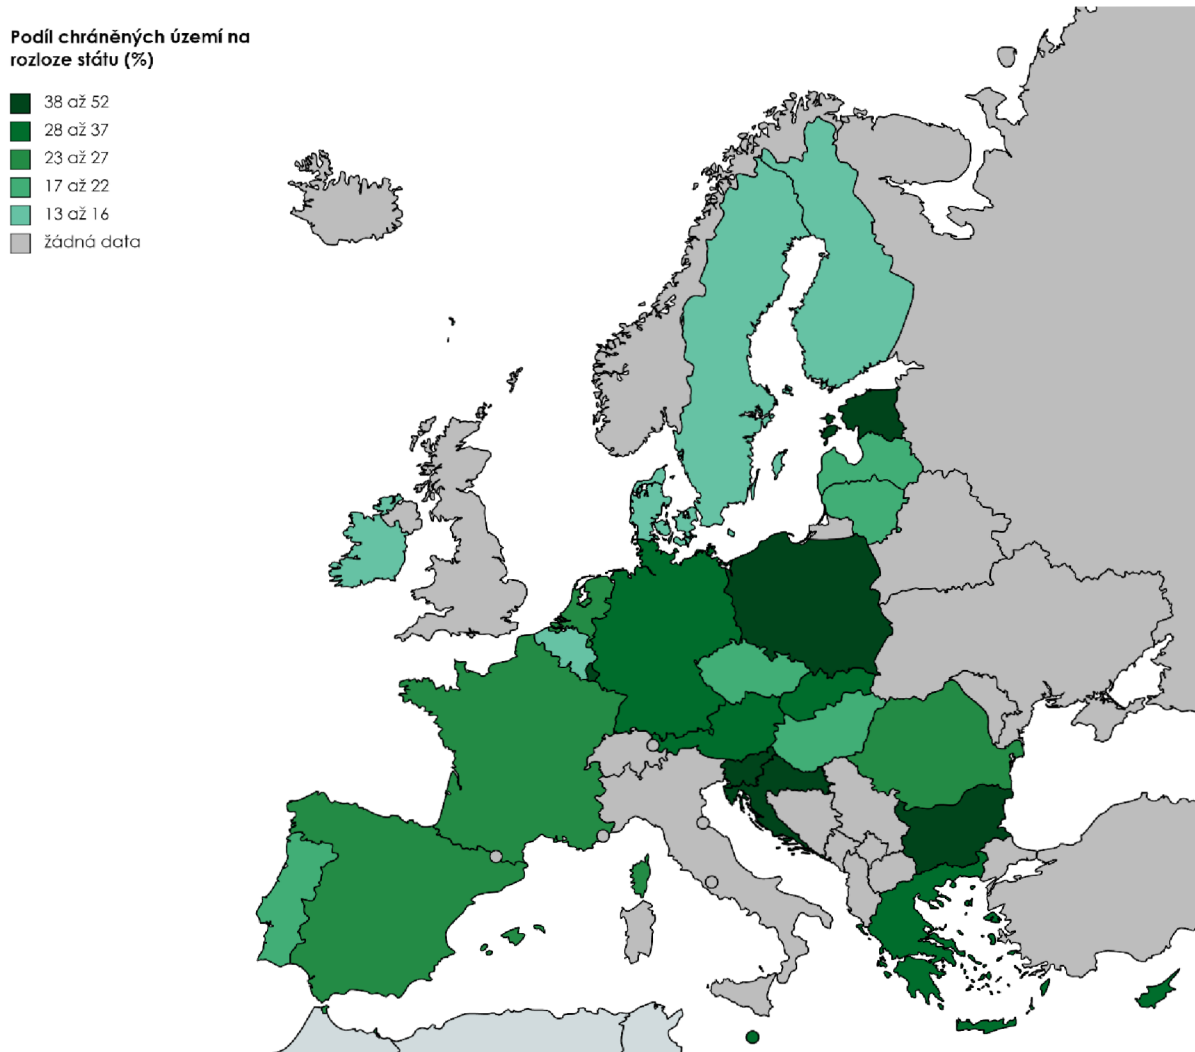 Podíl chráněných území na
rozloze státu (%)
38 až 52
28 až 37
23 až 27
17 až 22
13 až 16
žádná data